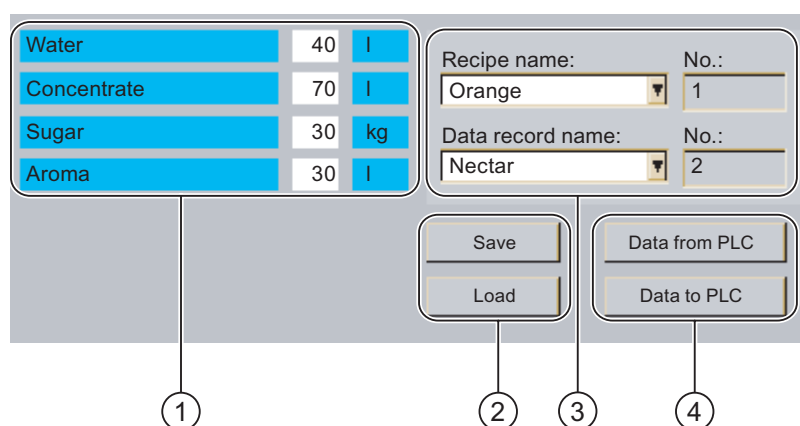 Water 40 l
Concentrate 70 l
Sugar 30 kg
Aroma 30 l
Recipe name: No.:
Orange 1
Data record name: No.:
Nectar 2
Save Data from PLC
Load Data to PLC
1 2 3 4